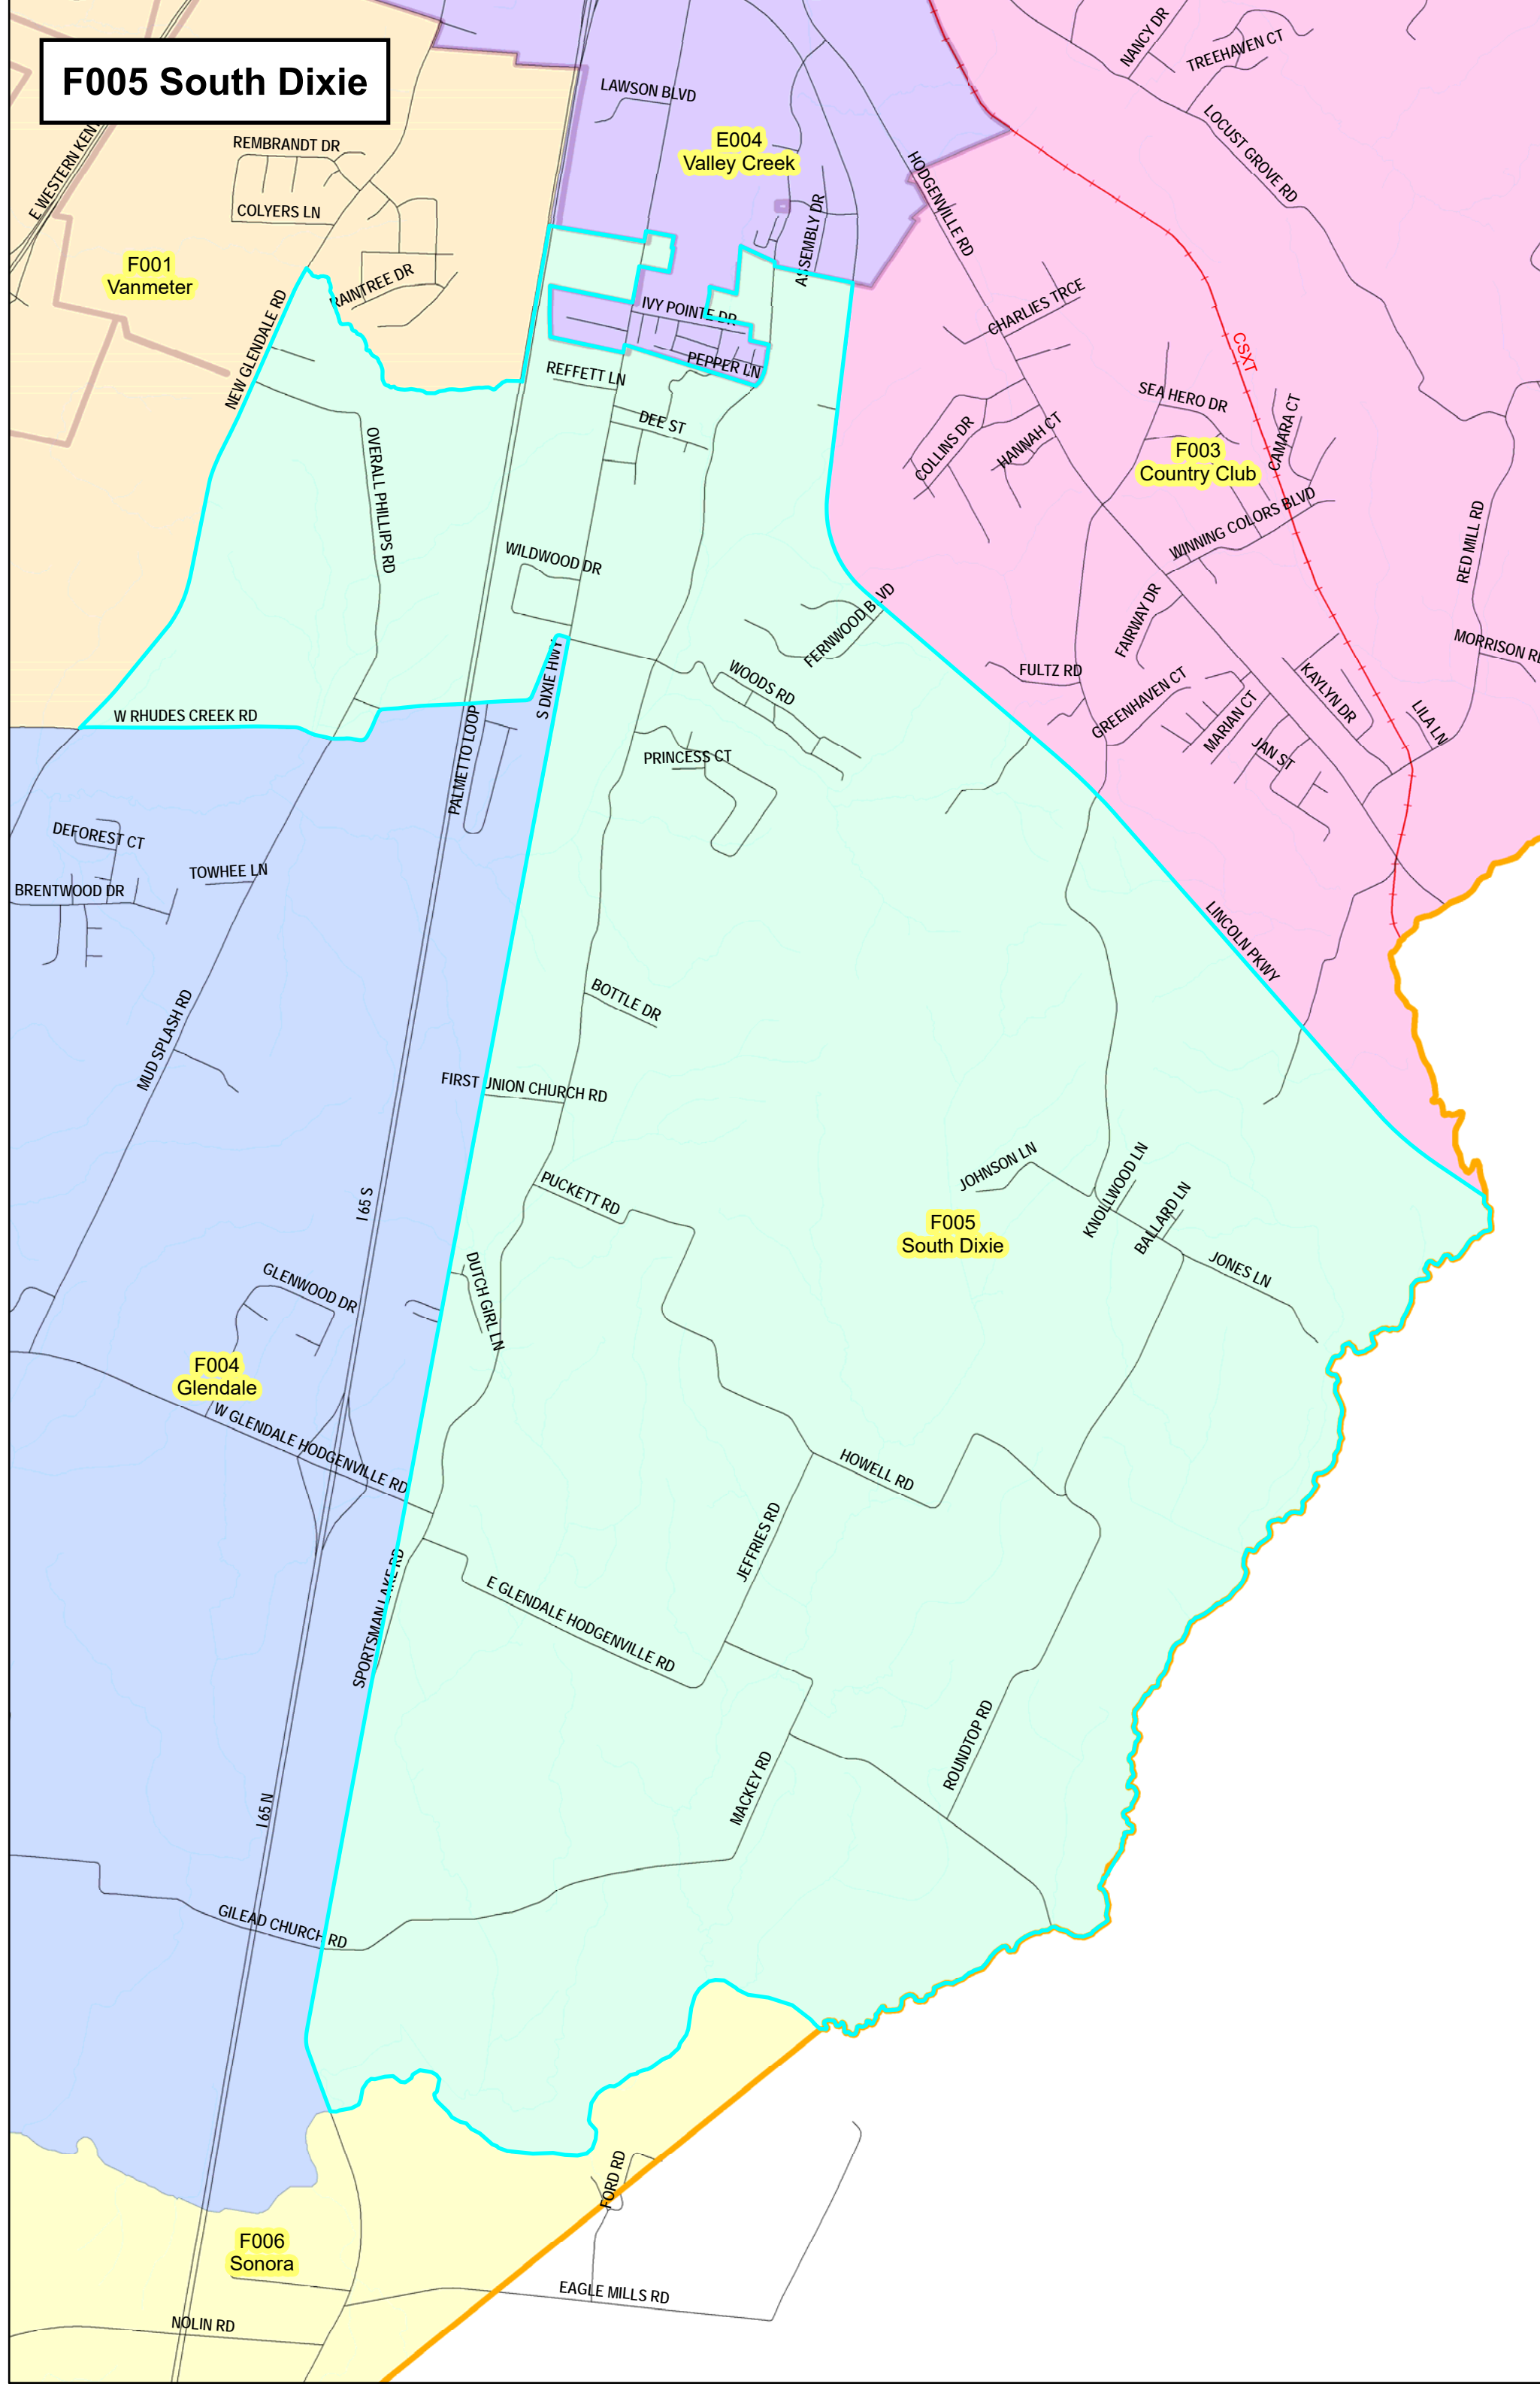 F005 South Dixie
NANCY DR
TREEHAVEN CT
LAWSON BLVD
E004
Valley Creek
LOCUST GROVE RD
E WESTERN KEN
REMBRANDT DR
COLYERS LN
HODGENVILLE RD
ASSEMBLY DR
F001
Vanmeter
RAINTREE DR
NEW GLENDALE RD
IVY POINTE DR
CHARLIES TRCE
CSXT
PEPPER LN
REFFETT LN
DEE ST
SEA HERO DR
CAMARA CT
COLLINS DR
HANNAH CT
F003
Country Club
OVERALL PHILLIPS RD
WINNING COLORS BLVD
RED MILL RD
WILDWOOD DR
FERNWOOD BLVD
FAIRWAY DR
MORRISON RD
S DIXIE HWY
WOODS RD
FULTZ RD
GREENHAVEN CT
KAYLYN DR
MARIAN CT
LILA LN
W RHUDES CREEK RD
JAN ST
PALMETTO LOOP
PRINCESS CT
DEFOREST CT
TOWHEE LN
BRENTWOOD DR
LINCOLN PKWY
MUD SPLASH RD
BOTTLE DR
FIRST UNION CHURCH RD
JOHNSON LN
KNOLLWOOD LN
PUCKETT RD
I 65 S
BALLARD LN
F005
South Dixie
JONES LN
GLENWOOD DR
DUTCH GIRL LN
F004
Glendale
W GLENDALE HODGENVILLE RD
HOWELL RD
JEFFRIES RD
SPORTSMAN LAKE RD
E GLENDALE HODGENVILLE RD
ROUNDTOP RD
MACKEY RD
I 65 N
GILEAD CHURCH RD
FORD RD
F006
Sonora
EAGLE MILLS RD
NOLIN RD